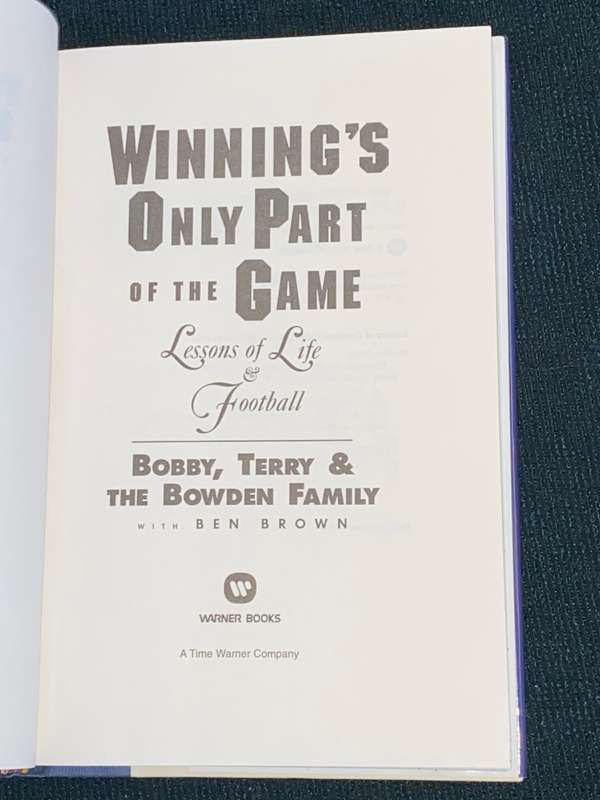 WINNING'S
ONLY PART
OF THE GAME
Lessons of Life
&
Football
BOBBY, TERRY &
THE BOWDEN FAMILY
WITH BEN BROWN
W
WARNER BOOKS
A Time Warner Company